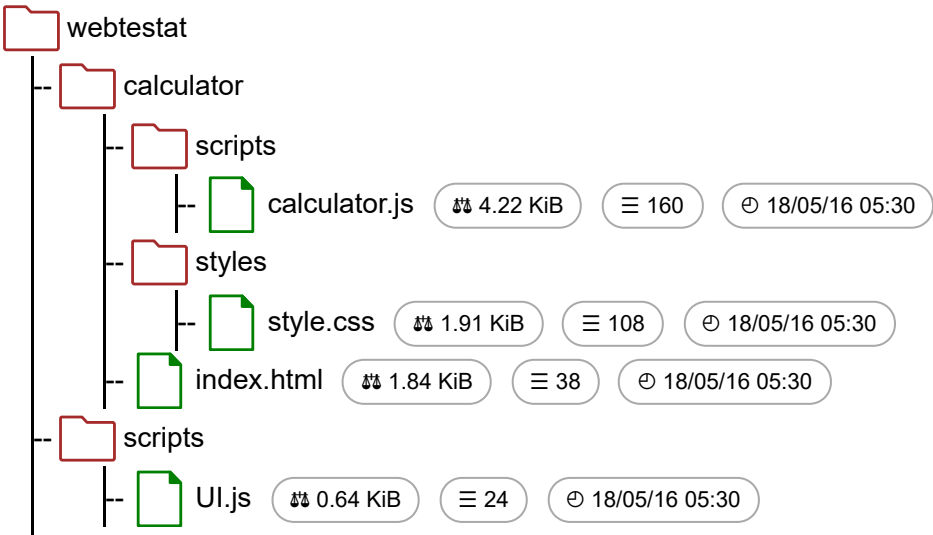 webtestat
calculator
scripts
calculator.js 4.22 KiB 160 18/05/16 05:30
styles
style.css 1.91 KiB 108 18/05/16 05:30
index.html 1.84 KiB 38 18/05/16 05:30
scripts
UI.js 0.64 KiB 24 18/05/16 05:30